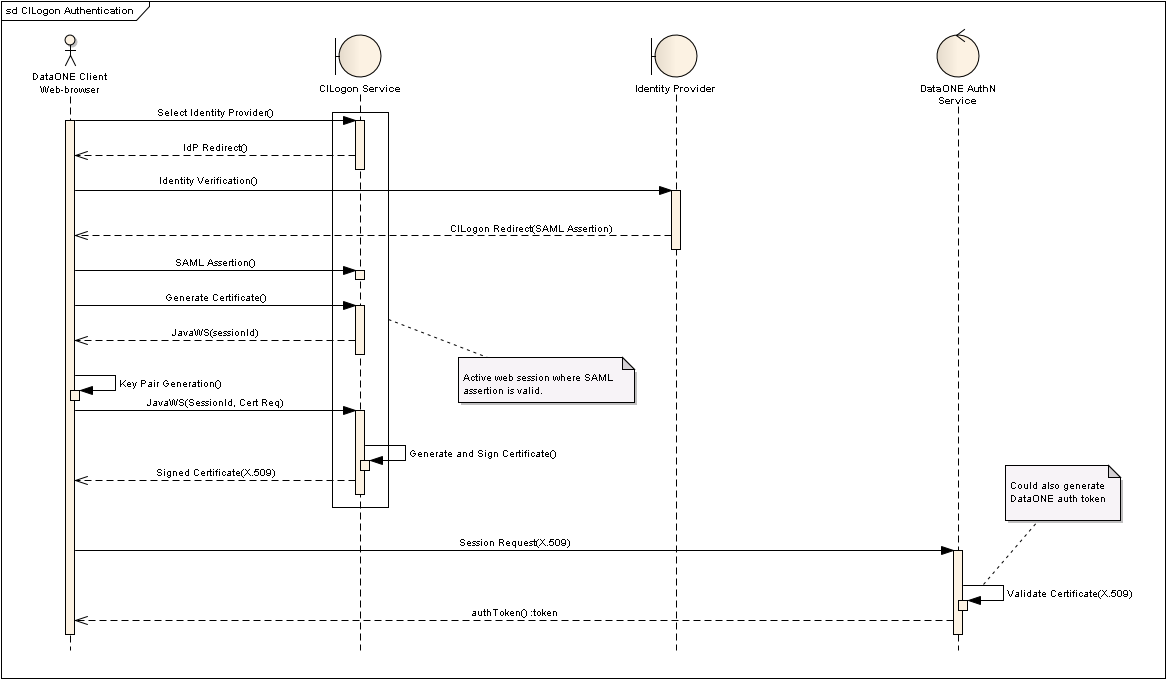 sd CILogon Authentication
DataONE Client
Web-browser
CILogon Service
Identity Provider
DataONE AuthN
Service
Select Identity Provider()
IdP Redirect()
Identity Verification()
CILogon Redirect(SAML Assertion)
SAML Assertion()
Generate Certificate()
JavaWS(sessionId)
Active web session where SAML
assertion is valid.
Key Pair Generation()
JavaWS(SessionId, Cert Req)
Generate and Sign Certificate()
Signed Certificate(X.509)
Could also generate
DataONE auth token
Session Request(X.509)
Validate Certificate(X.509)
authToken() :token